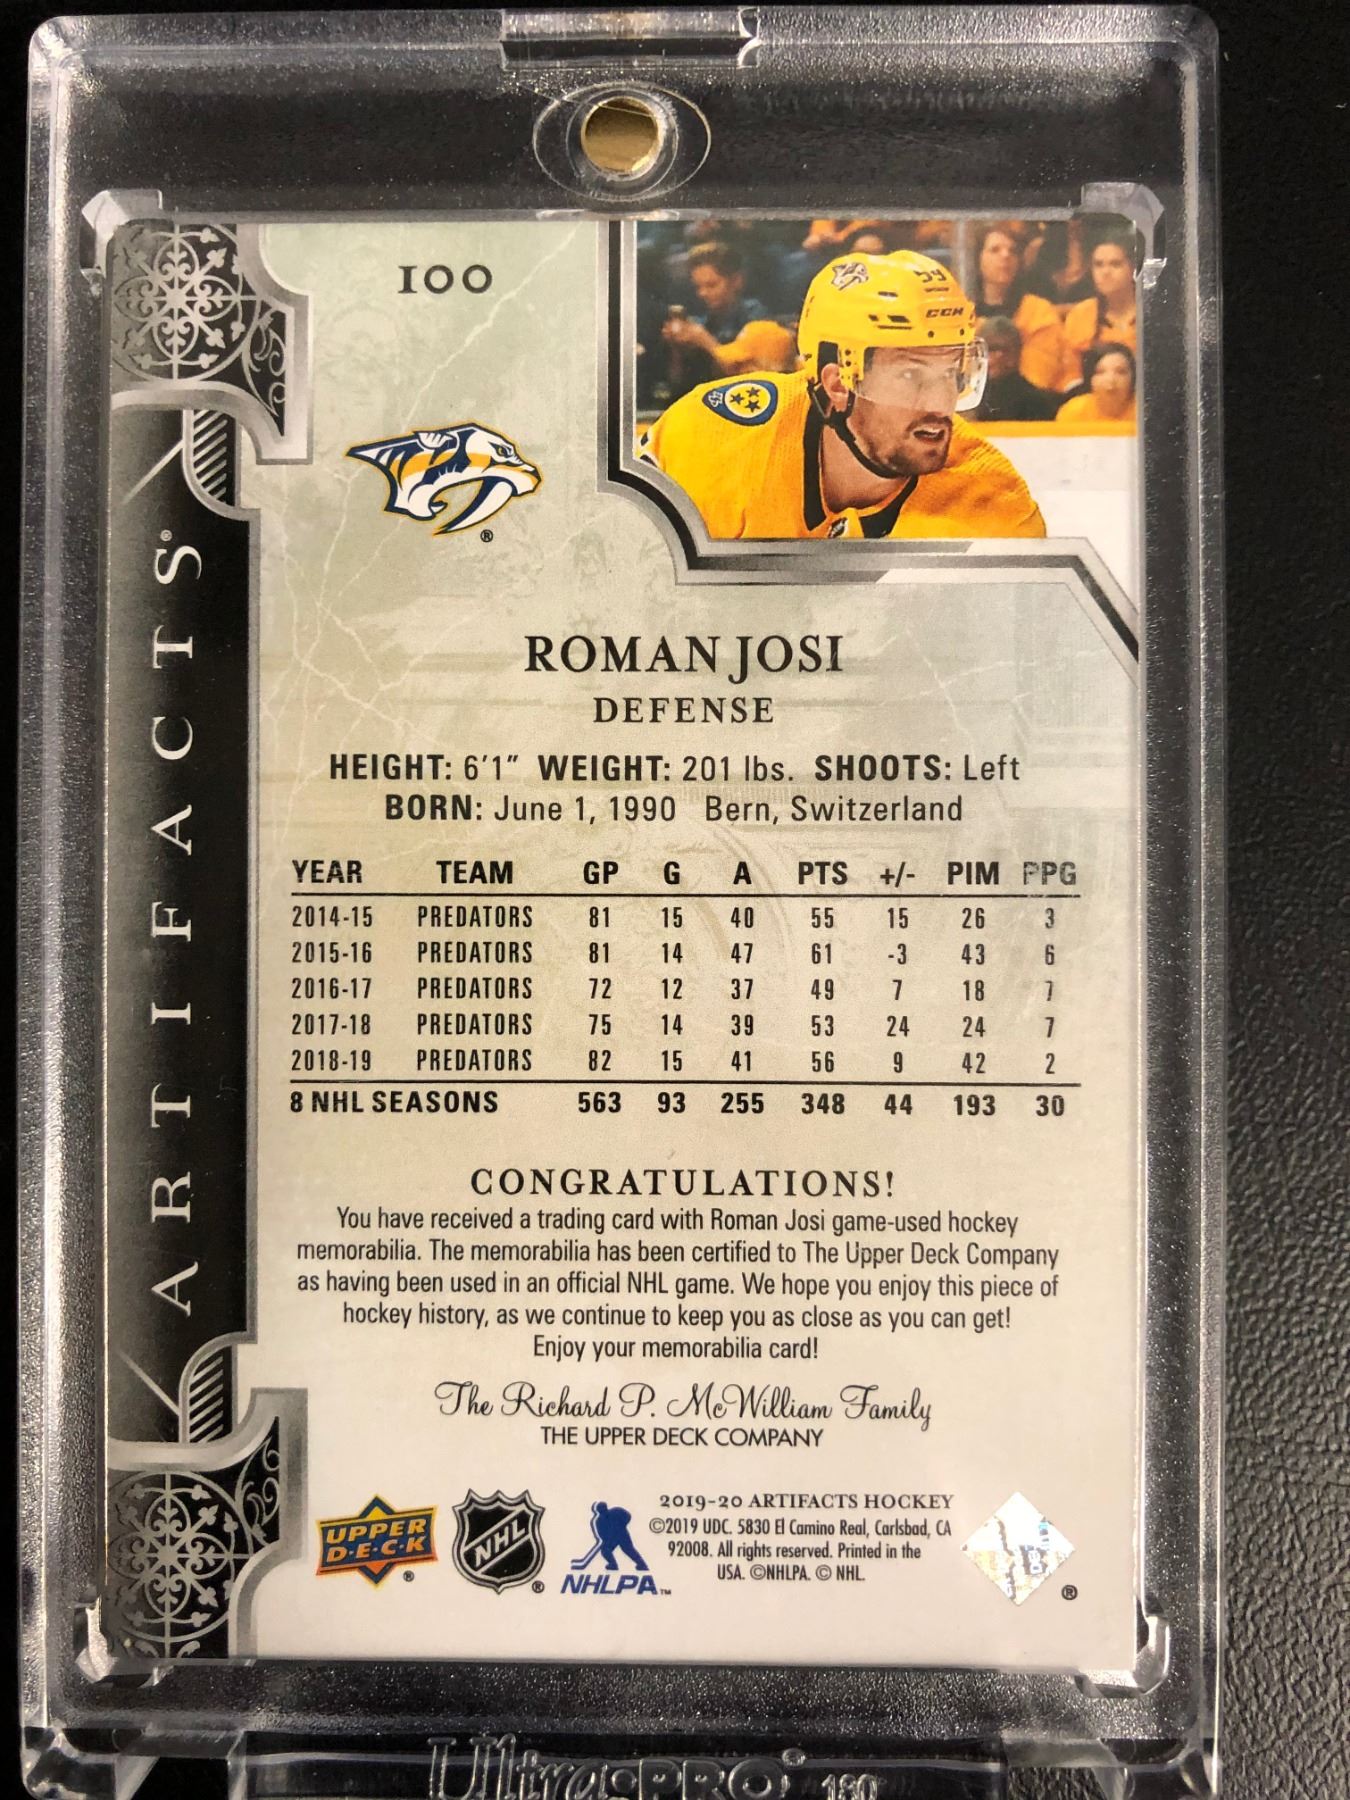 100
59
CCM
ARTIFACTS®
®
ROMAN JOSI
DEFENSE
HEIGHT: 6'1" WEIGHT: 201 lbs. SHOOTS: Left
BORN: June 1, 1990 Bern, Switzerland
YEAR TEAM GP G A PTS +/- PIM PPG
2014-15 PREDATORS 81 15 40 55 15 26 3
2015-16 PREDATORS 81 14 47 61 -3 43 6
2016-17 PREDATORS 72 12 37 49 7 18 7
2017-18 PREDATORS 75 14 39 53 24 24 7
2018-19 PREDATORS 82 15 41 56 9 42 2
8 NHL SEASONS 563 93 255 348 44 193 30
CONGRATULATIONS!
You have received a trading card with Roman Josi game-used hockey
memorabilia. The memorabilia has been certified to The Upper Deck Company
as having been used in an official NHL game. We hope you enjoy this piece of
hockey history, as we continue to keep you as close as you can get!
Enjoy your memorabilia card!
The Richard P. McWilliam Family
THE UPPER DECK COMPANY
UPPER
D·E·C·K
®
NHL
®
NHLPA™
2019-20 ARTIFACTS HOCKEY
©2019 UDC. 5830 El Camino Real, Carlsbad, CA
92008. All rights reserved. Printed in the
USA. ©NHLPA. © NHL.
®
Ultra·PRO® 180